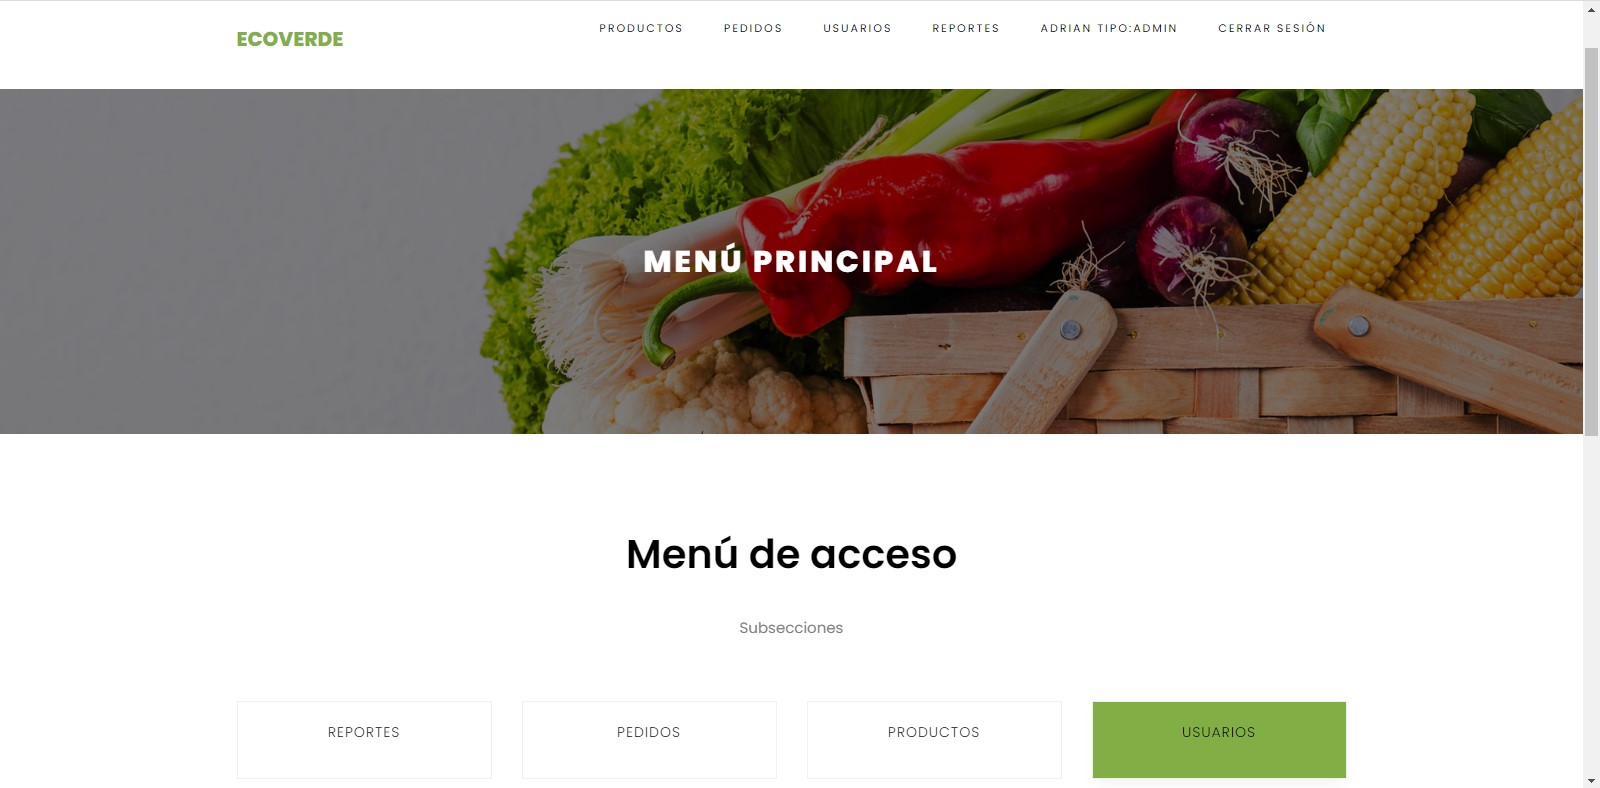 ECOVERDE
PRODUCTOS PEDIDOS USUARIOS REPORTES ADRIAN TIPO:ADMIN CERRAR SESIÓN
MENÚ PRINCIPAL
Menú de acceso
Subsecciones
REPORTES PEDIDOS PRODUCTOS USUARIOS